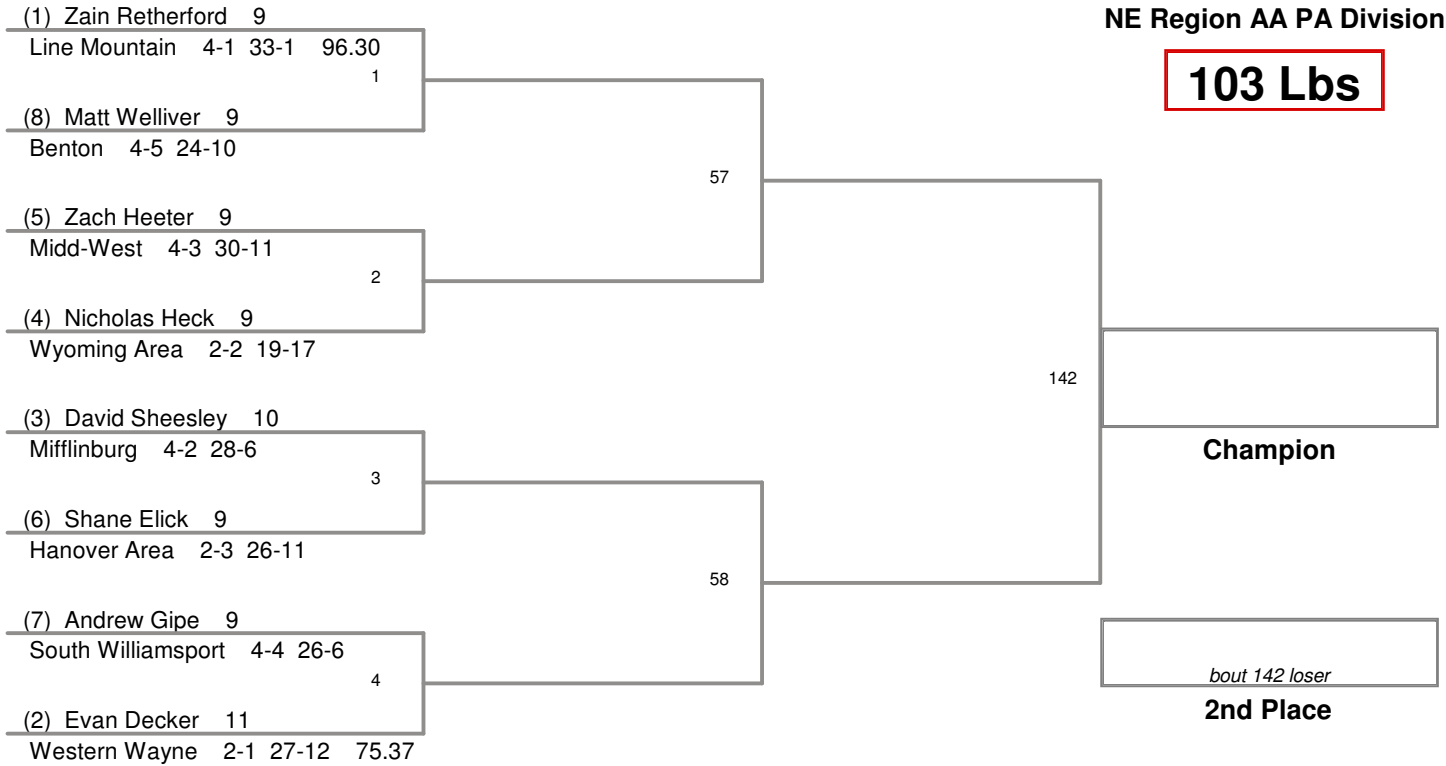 (1) Zain Retherford 9
Line Mountain 4-1 33-1 96.30
1
(8) Matt Welliver 9
Benton 4-5 24-10
57
(5) Zach Heeter 9
Midd-West 4-3 30-11
2
(4) Nicholas Heck 9
Wyoming Area 2-2 19-17
142
(3) David Sheesley 10
Mifflinburg 4-2 28-6
3
(6) Shane Elick 9
Hanover Area 2-3 26-11
58
(7) Andrew Gipe 9
South Williamsport 4-4 26-6
4
(2) Evan Decker 11
Western Wayne 2-1 27-12 75.37
NE Region AA PA Division
103 Lbs
Champion
bout 142 loser
2nd Place